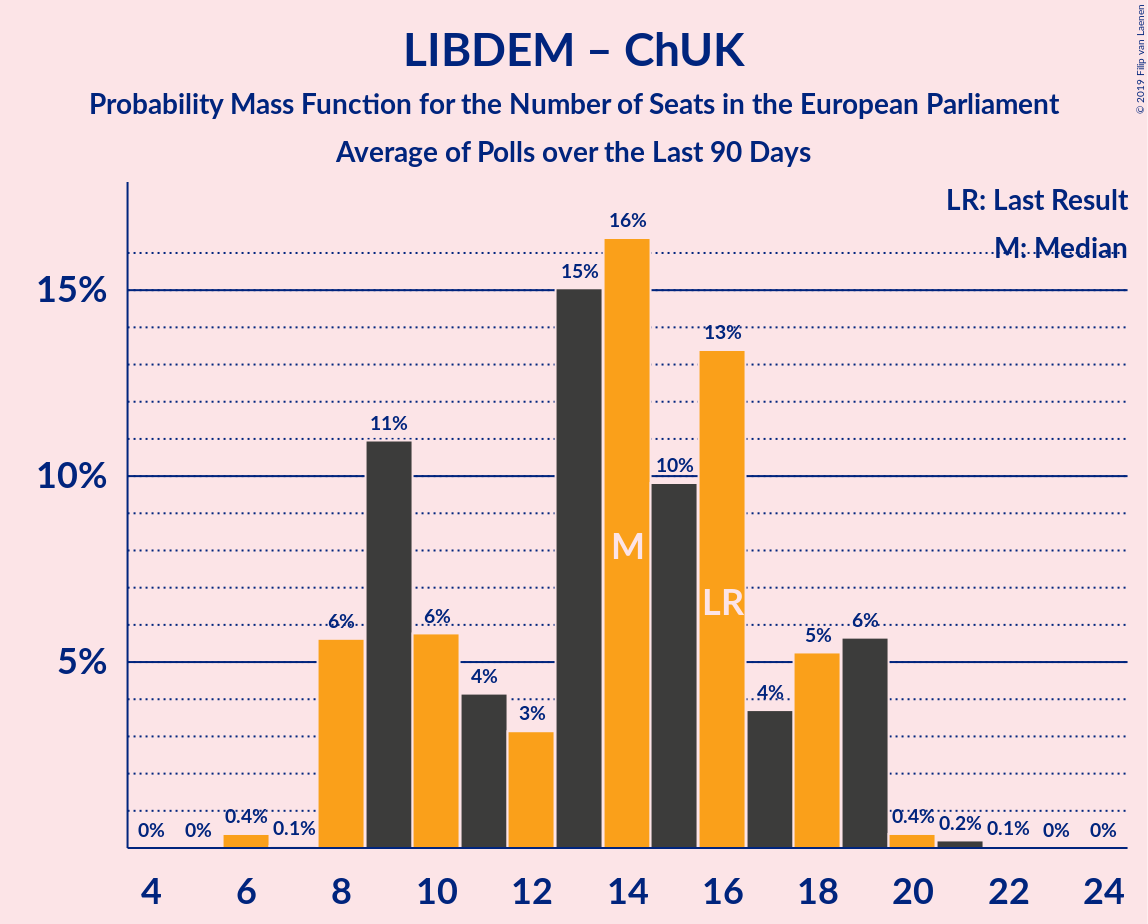 LIBDEM – ChUK
Probability Mass Function for the Number of Seats in the European Parliament
Average of Polls over the Last 90 Days
© 2019 Filip van Laenen
LR: Last Result
M: Median
15%
10%
5%
0%
0%
0.4%
0.1%
6%
11%
6%
4%
3%
15%
16%
10%
13%
4%
5%
6%
0.4%
0.2%
0.1%
0%
0%
M
LR
4 6 8 10 12 14 16 18 20 22 24